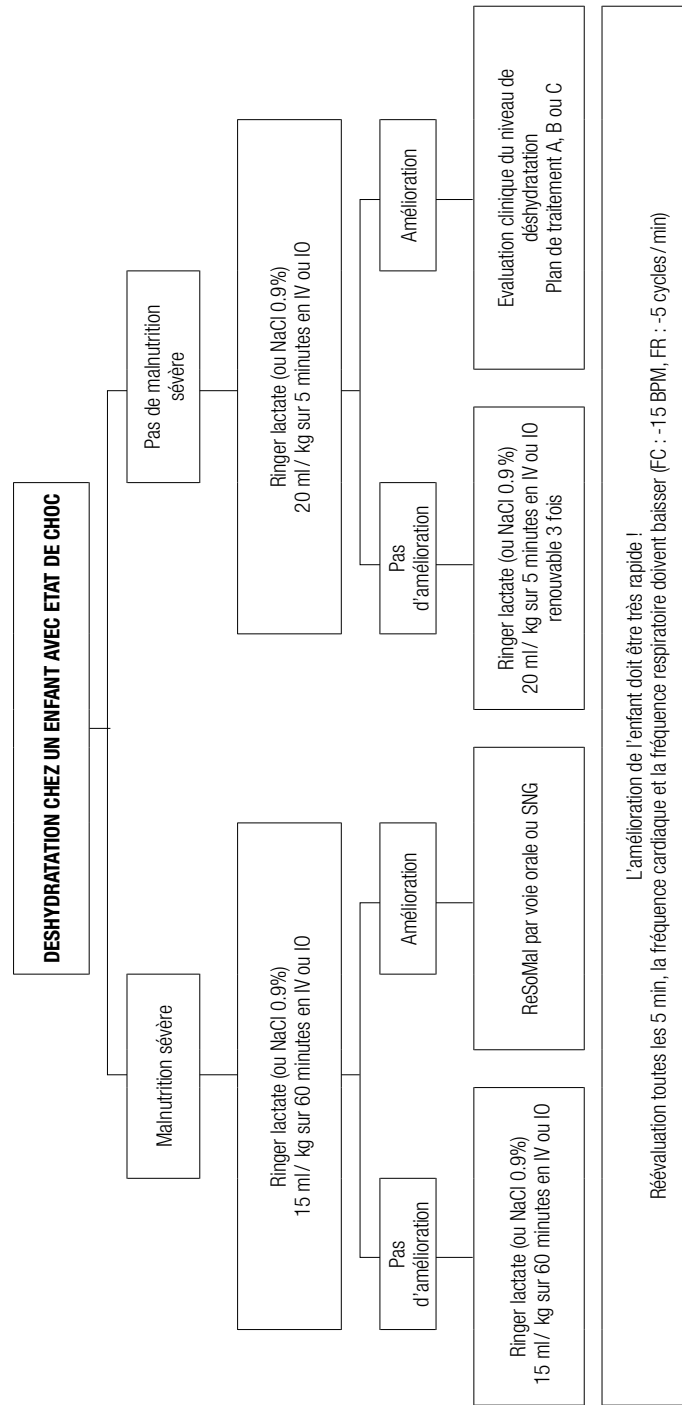 DESHYDRATATION CHEZ UN ENFANT AVEC ETAT DE CHOC
Malnutrition sévère
Ringer lactate (ou NaCl 0.9%)
15 ml / kg sur 60 minutes en IV ou IO
Pas
d’amélioration
Ringer lactate (ou NaCl 0.9%)
15 ml / kg sur 60 minutes en IV ou IO
Amélioration
ReSoMal par voie orale ou SNG
Pas de malnutrition
sévère
Ringer lactate (ou NaCl 0.9%)
20 ml / kg sur 5 minutes en IV ou IO
Pas
d’amélioration
Ringer lactate (ou NaCl 0.9%)
20 ml / kg sur 5 minutes en IV ou IO
renouvable 3 fois
Amélioration
Evaluation clinique du niveau de
déshydratation
Plan de traitement A, B ou C
L’amélioration de l’enfant doit être très rapide !
Réévaluation toutes les 5 min, la fréquence cardiaque et la fréquence respiratoire doivent baisser (FC : -15 BPM, FR : -5 cycles / min)